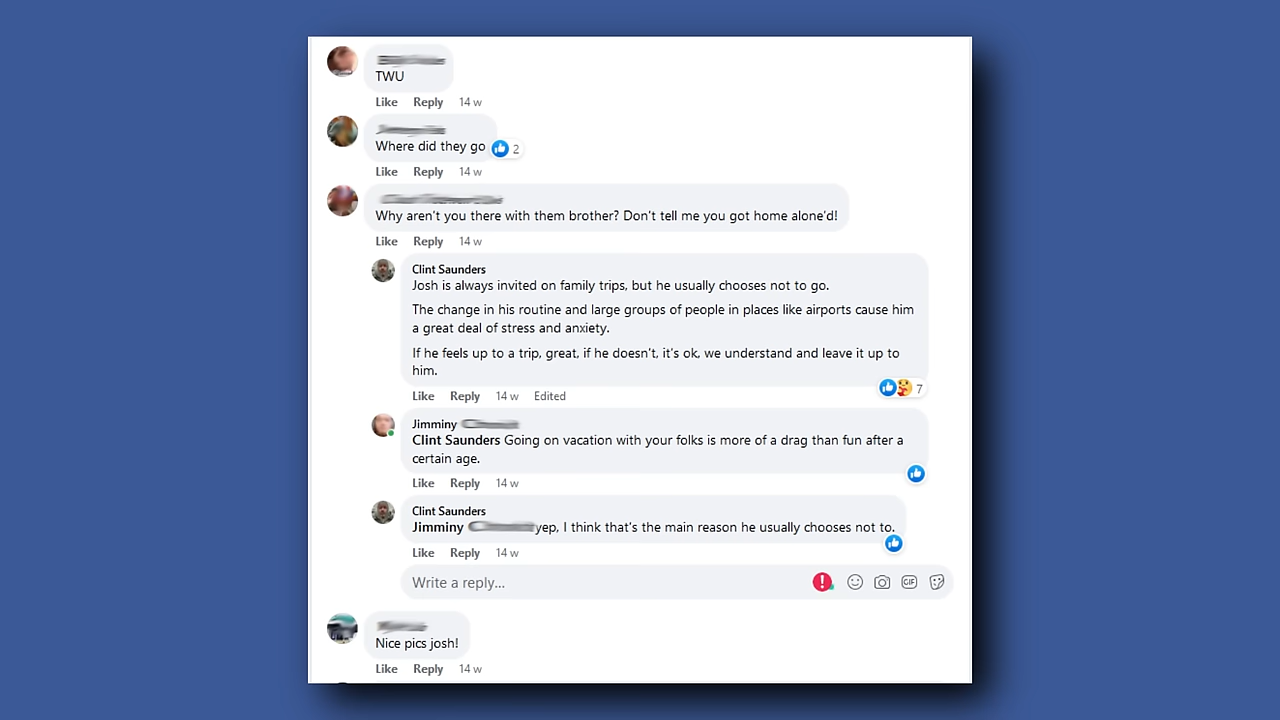 TWU
Like Reply 14 w
Where did they go
2
Like Reply 14 w
Why aren't you there with them brother? Don't tell me you got home alone'd!
Like Reply 14 w
Clint Saunders
Josh is always invited on family trips, but he usually chooses not to go.
The change in his routine and large groups of people in places like airports cause him
a great deal of stress and anxiety.
If he feels up to a trip, great, if he doesn't, it's ok, we understand and leave it up to
him.
7
Like Reply 14 w Edited
Jimminy
Clint Saunders Going on vacation with your folks is more of a drag than fun after a
certain age.
Like Reply 14 w
Clint Saunders
Jimminy yep, I think that's the main reason he usually chooses not to.
Like Reply 14 w
Write a reply...
GIF
Nice pics josh!
Like Reply 14 w